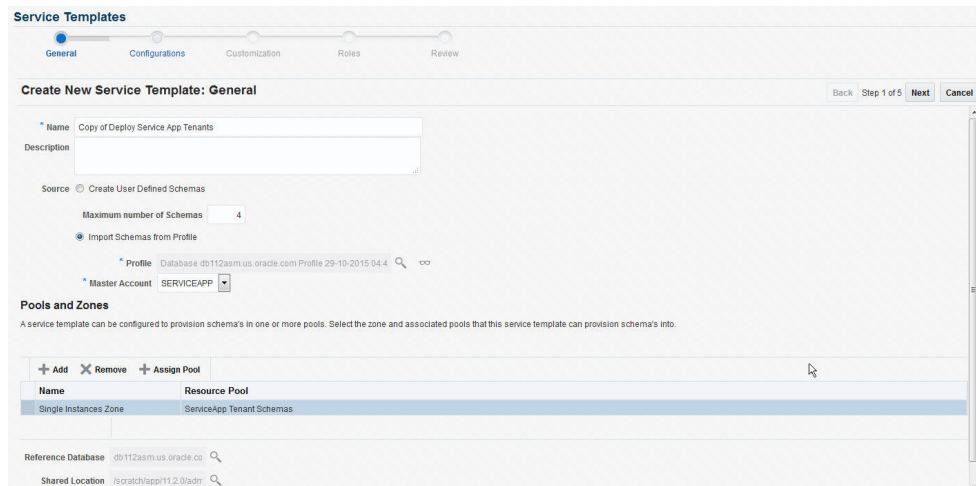 Service Templates
General Configurations Customization Roles Review
Create New Service Template: General
Back Step 1 of 5 Next Cancel
* Name Copy of Deploy Service App Tenants
Description
Source Create User Defined Schemas
Maximum number of Schemas 4
Import Schemas from Profile
* Profile Database db112asm.us.oracle.com Profile 29-10-2015 04:4
* Master Account SERVICEAPP
Pools and Zones
A service template can be configured to provision schema's in one or more pools. Select the zone and associated pools that this service template can provision schema's into.
Add Remove Assign Pool
Name Resource Pool
Single Instances Zone ServiceApp Tenant Schemas
Reference Database db112asm.us.oracle.co
Shared Location /scratch/app/11.2.0/adm